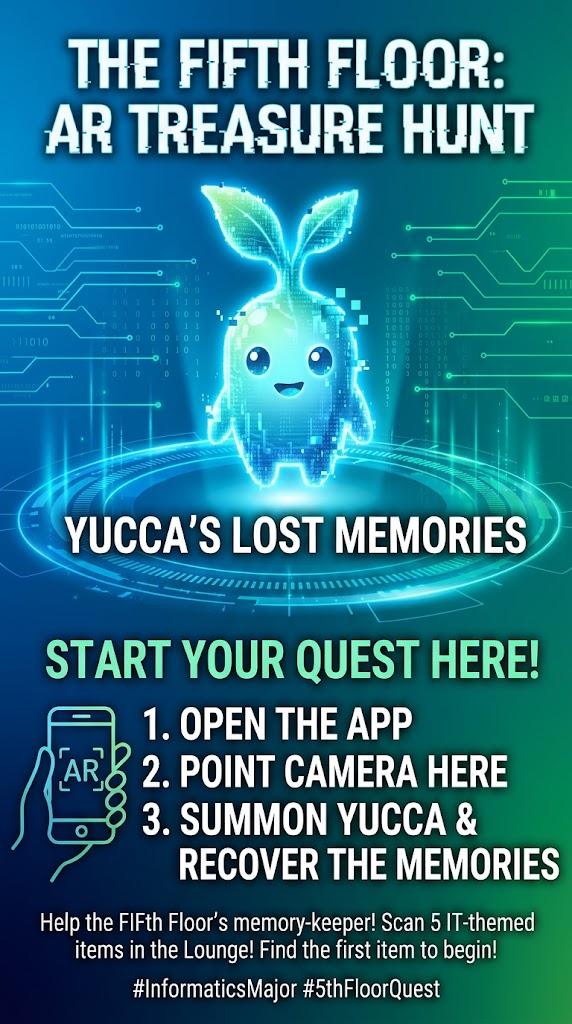 THE FIFTH FLOOR:
AR TREASURE HUNT
YUCCA'S LOST MEMORIES
START YOUR QUEST HERE!
AR
1. OPEN THE APP
2. POINT CAMERA HERE
3. SUMMON YUCCA &
RECOVER THE MEMORIES
Help the FIFth Floor's memory-keeper! Scan 5 IT-themed
items in the Lounge! Find the first item to begin!
#InformaticsMajor #5thFloorQuest